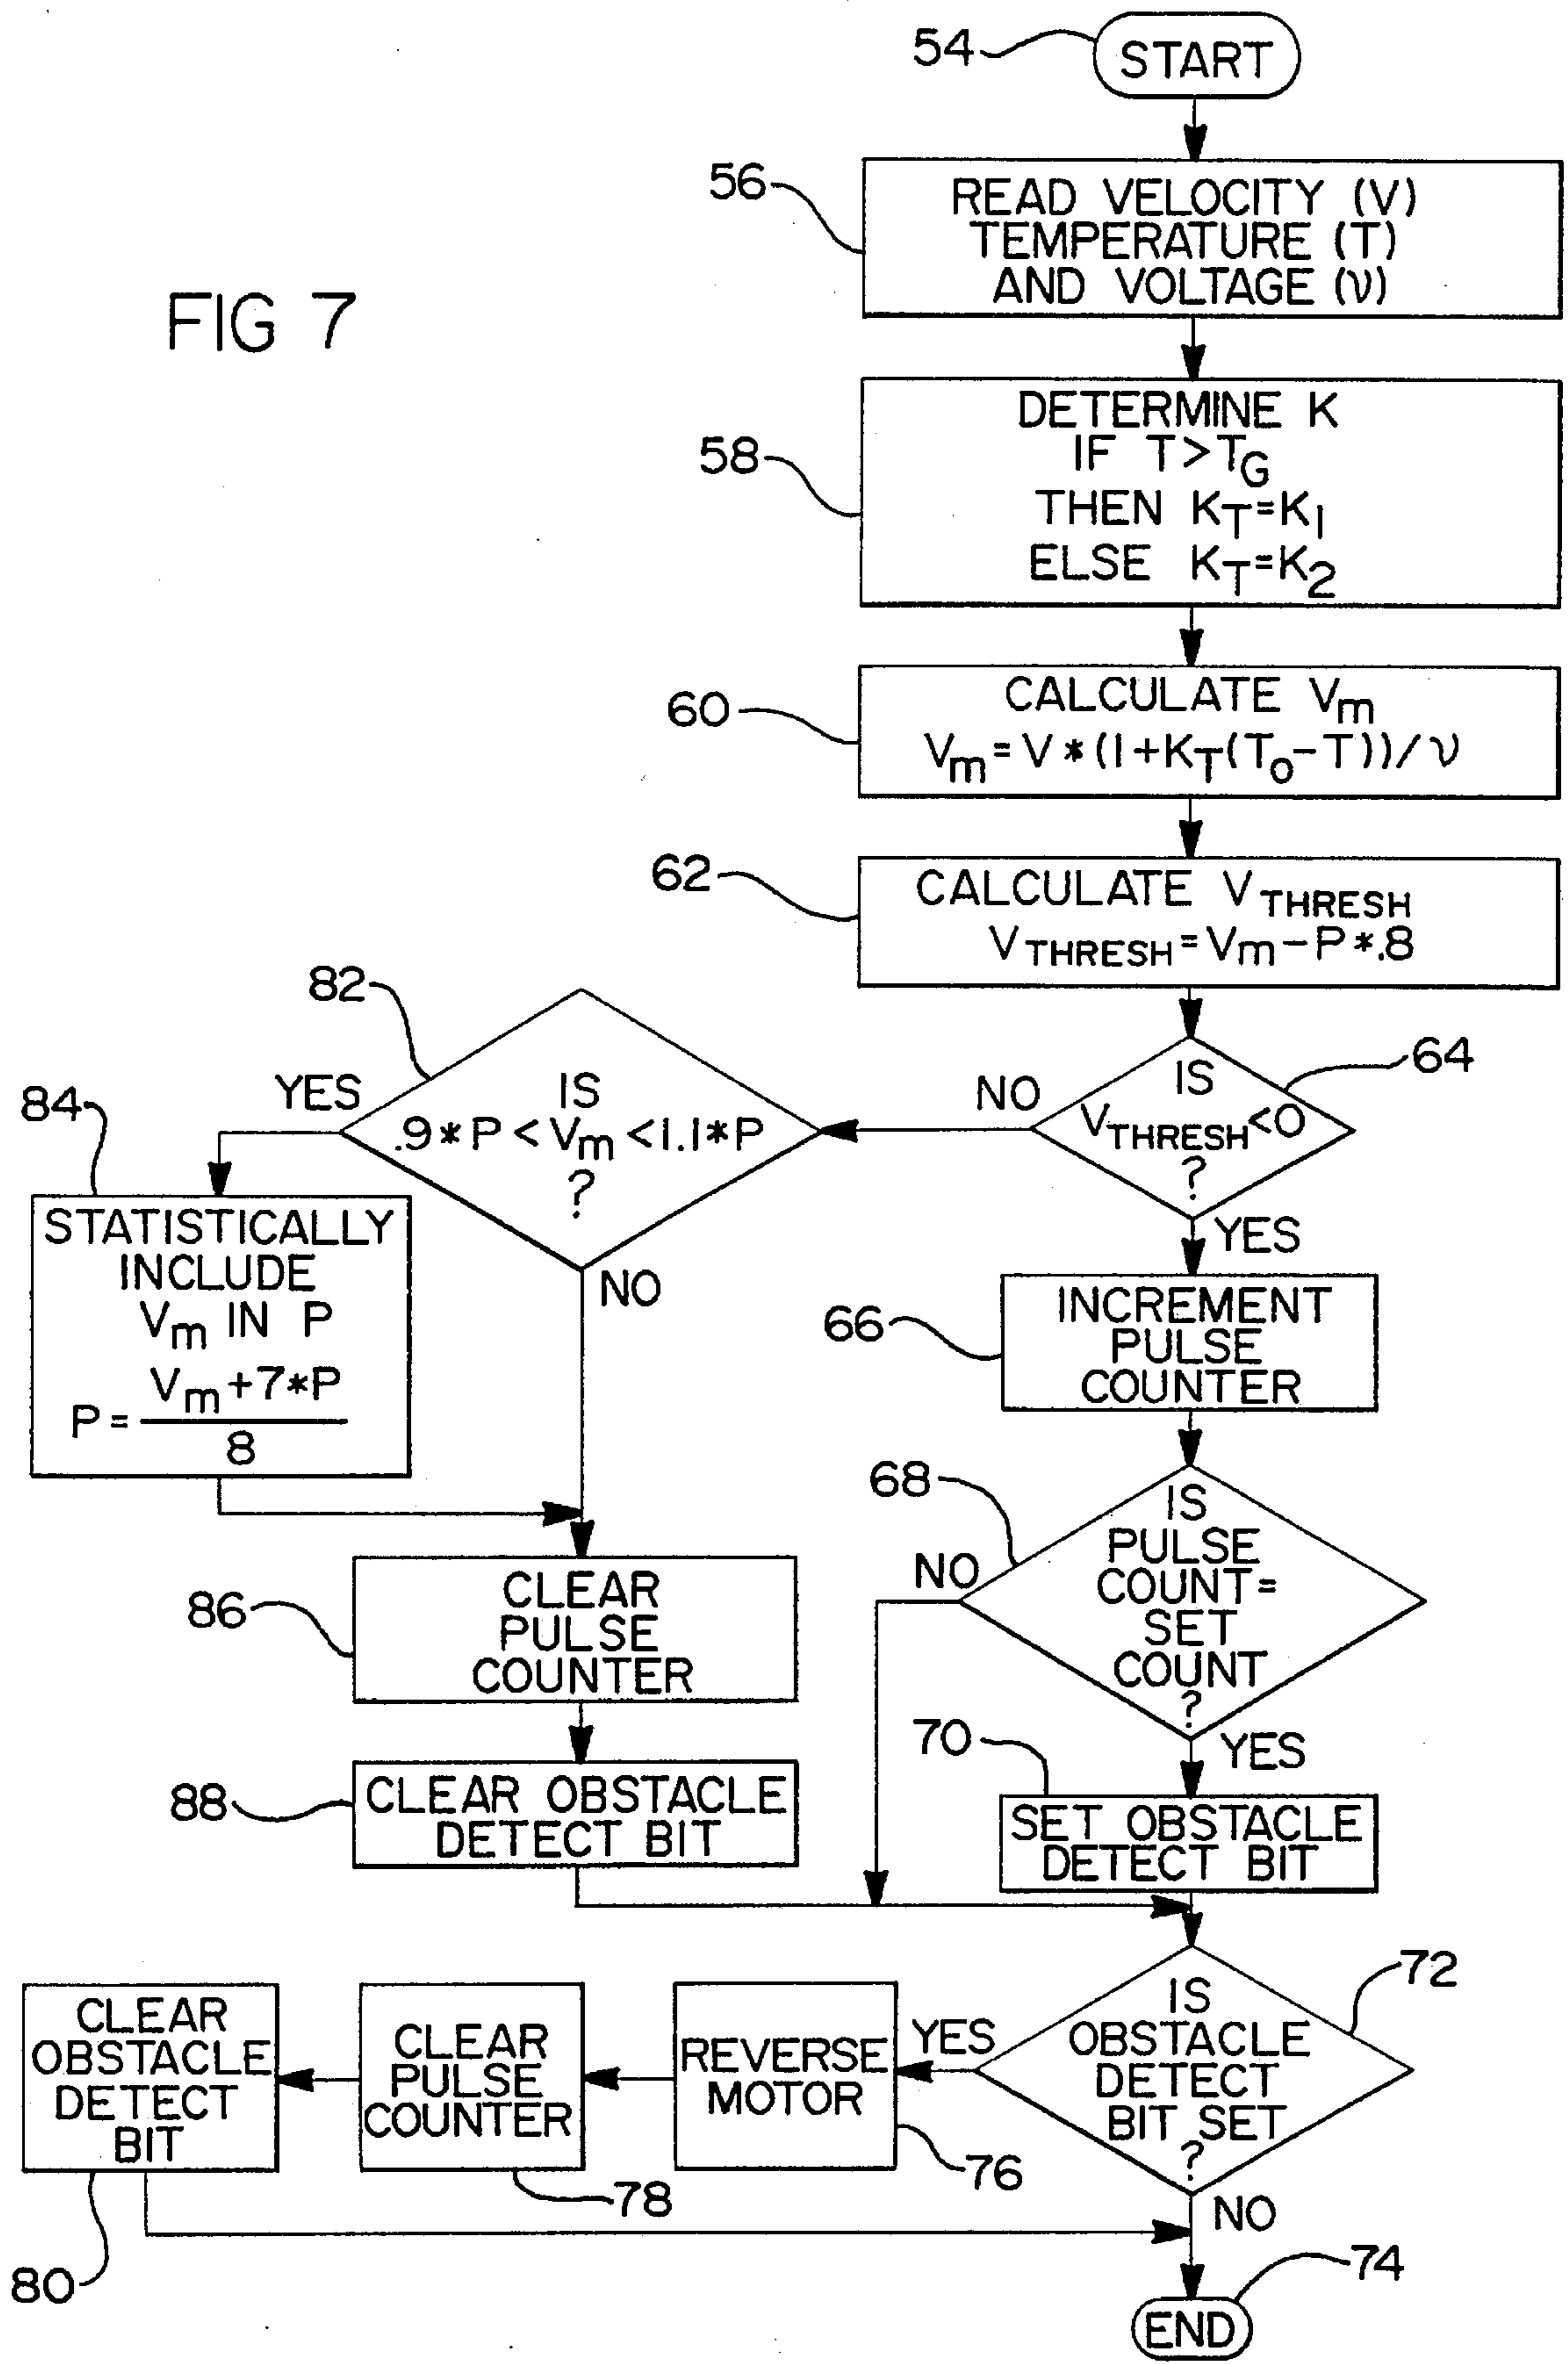 54
START
56
READ VELOCITY (V)
TEMPERATURE (T)
AND VOLTAGE (ν)
FIG 7
58
DETERMINE K
IF T>TG
THEN KT=K1
ELSE KT=K2
60
CALCULATE Vm
Vm=V*(1+KT(To-T))/ν
62
CALCULATE VTHRESH
VTHRESH=Vm-P*.8
64
IS
VTHRESH<0
?
NO
YES
82
IS
.9*P<Vm<1.1*P
?
YES
NO
84
STATISTICALLY
INCLUDE
Vm IN P
P=
Vm+7*P
8
66
INCREMENT
PULSE
COUNTER
68
IS
PULSE
COUNT=
SET
COUNT
?
NO
YES
86
CLEAR
PULSE
COUNTER
88
CLEAR OBSTACLE
DETECT BIT
70
SET OBSTACLE
DETECT BIT
72
IS
OBSTACLE
DETECT
BIT SET
?
YES
NO
REVERSE
MOTOR
76
CLEAR
PULSE
COUNTER
78
CLEAR
OBSTACLE
DETECT
BIT
80
74
END